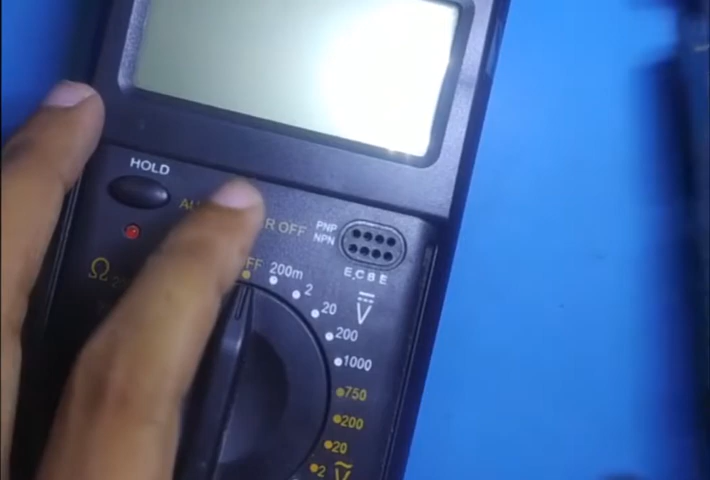 HOLD
R OFF
PNP
NPN
E C B E
Ω
FF
200m
2
20
200
1000
V
750
200
20
2
V